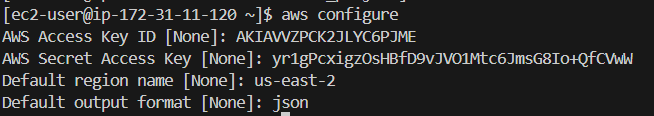 [ec2-user@ip-172-31-11-120 ~]$ aws configure
AWS Access Key ID [None]: AKIAVVZPCK2JLYC6PJME
AWS Secret Access Key [None]: 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
Default region name [None]: us-east-2
Default output format [None]: json